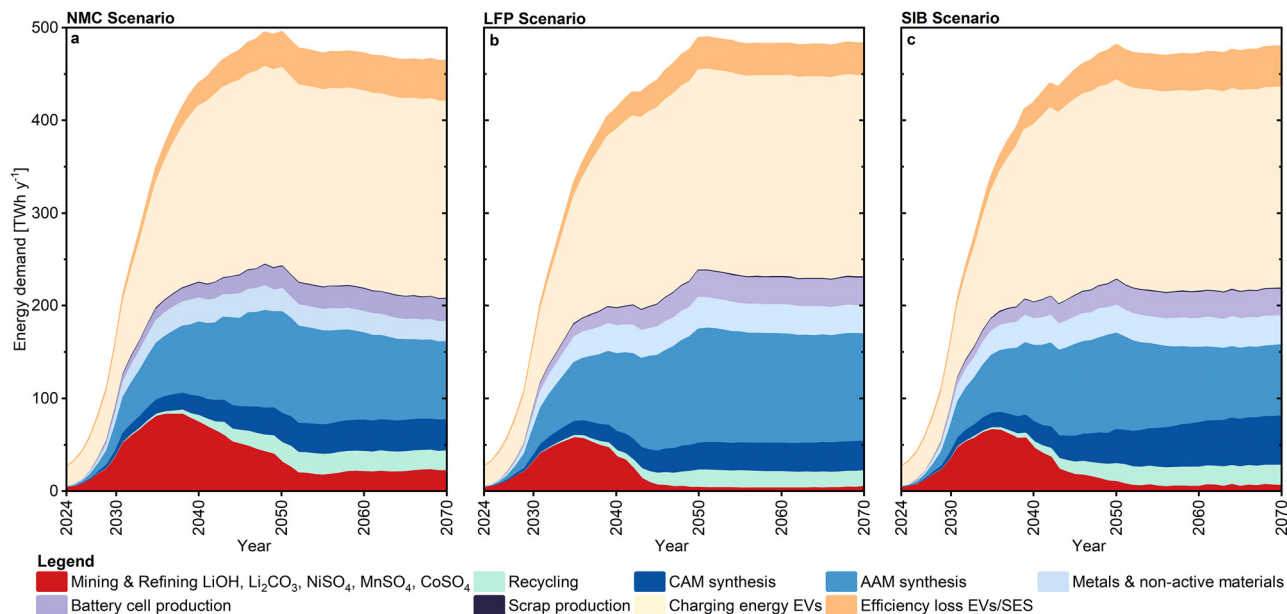 NMC Scenario
LFP Scenario
SIB Scenario
a
b
c
Energy demand [TWh y⁻¹]
500
400
300
200
100
0
2024
2030
2040
2050
2060
2070
2024
2030
2040
2050
2060
2070
2024
2030
2040
2050
2060
2070
Year
Year
Year
Legend
Mining & Refining LiOH, Li₂CO₃, NiSO₄, MnSO₄, CoSO₄
Recycling
CAM synthesis
AAM synthesis
Metals & non-active materials
Battery cell production
Scrap production
Charging energy EVs
Efficiency loss EVs/SES